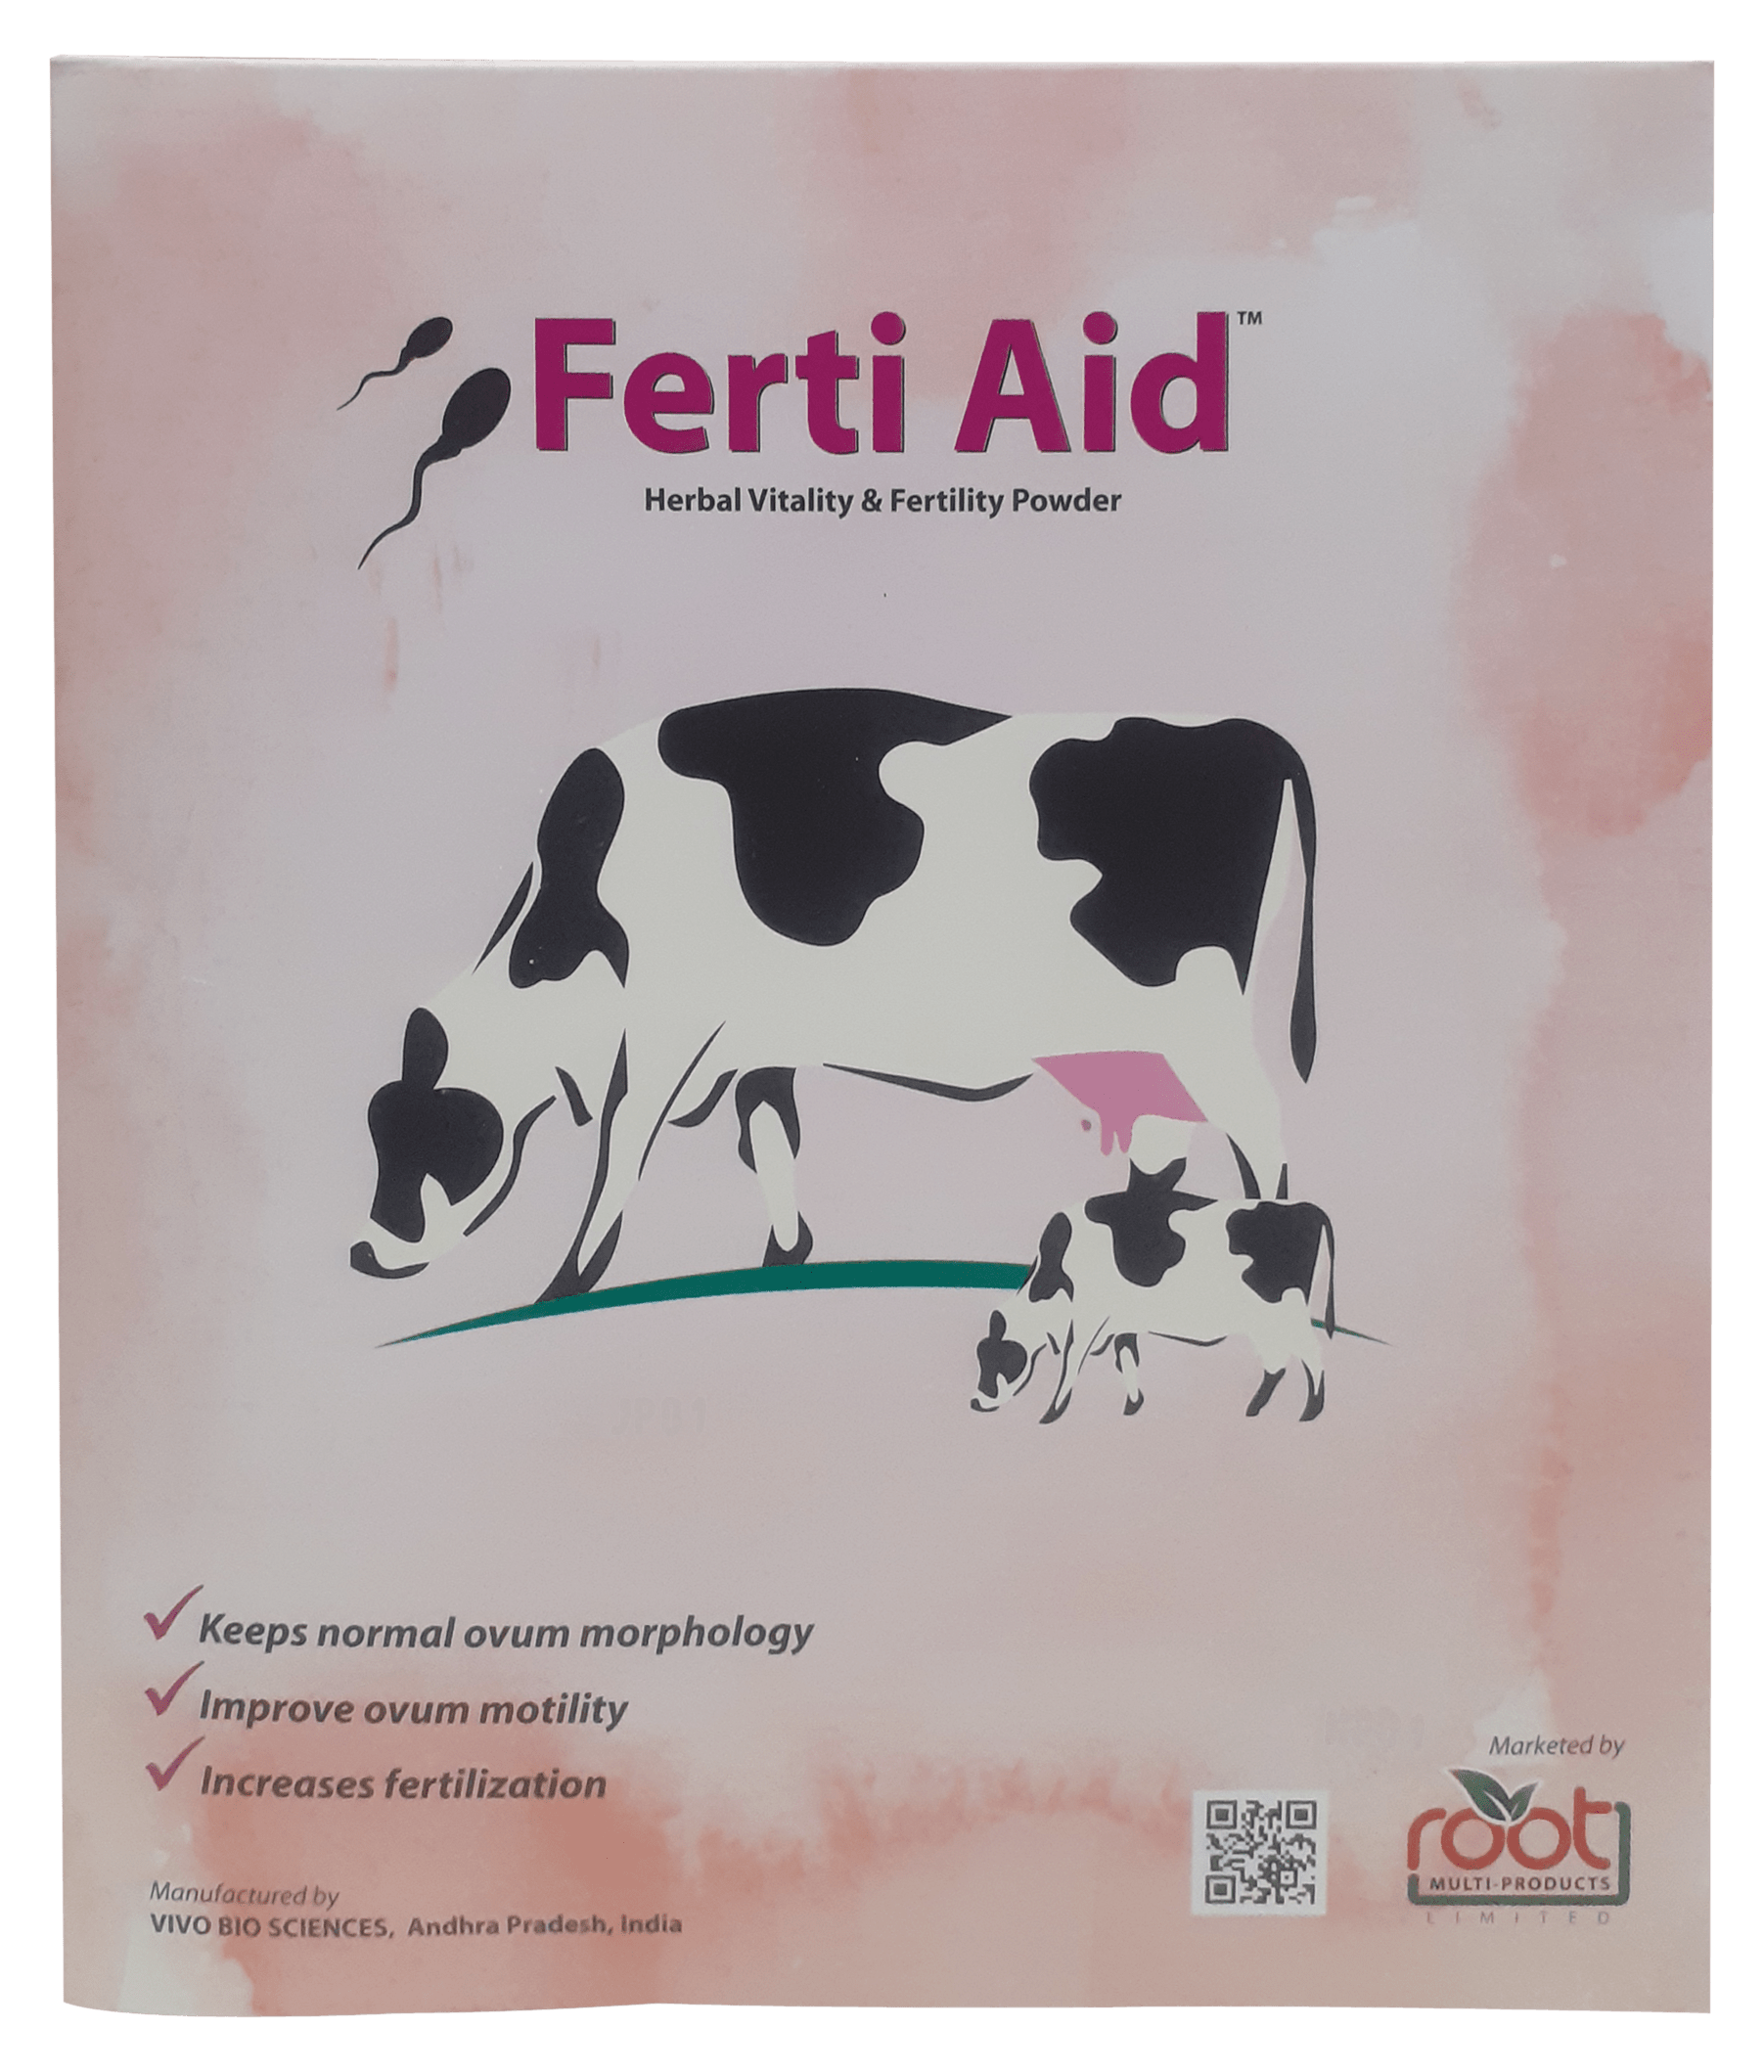 Ferti Aid™
Herbal Vitality & Fertility Powder
Keeps normal ovum morphology
Improve ovum motility
Increases fertilization
Marketed by
root
MULTI-PRODUCTS
LIMITED
Manufactured by
VIVO BIO SCIENCES, Andhra Pradesh, India